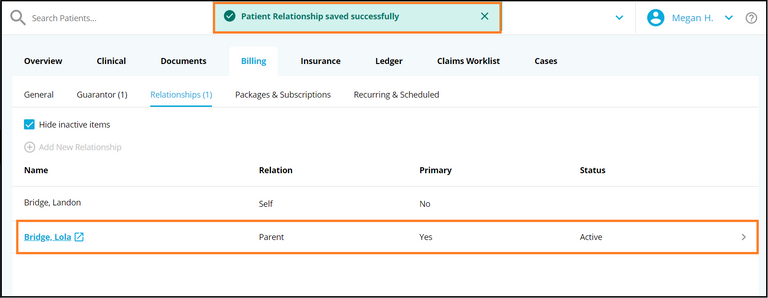 Search Patients...
Patient Relationship saved successfully
Megan H.
Overview Clinical Documents Billing Insurance Ledger Claims Worklist Cases
General Guarantor (1) Relationships (1) Packages & Subscriptions Recurring & Scheduled
Hide inactive items
Add New Relationship
Name Relation Primary Status
Bridge, Landon Self No
Bridge, Lola Parent Yes Active